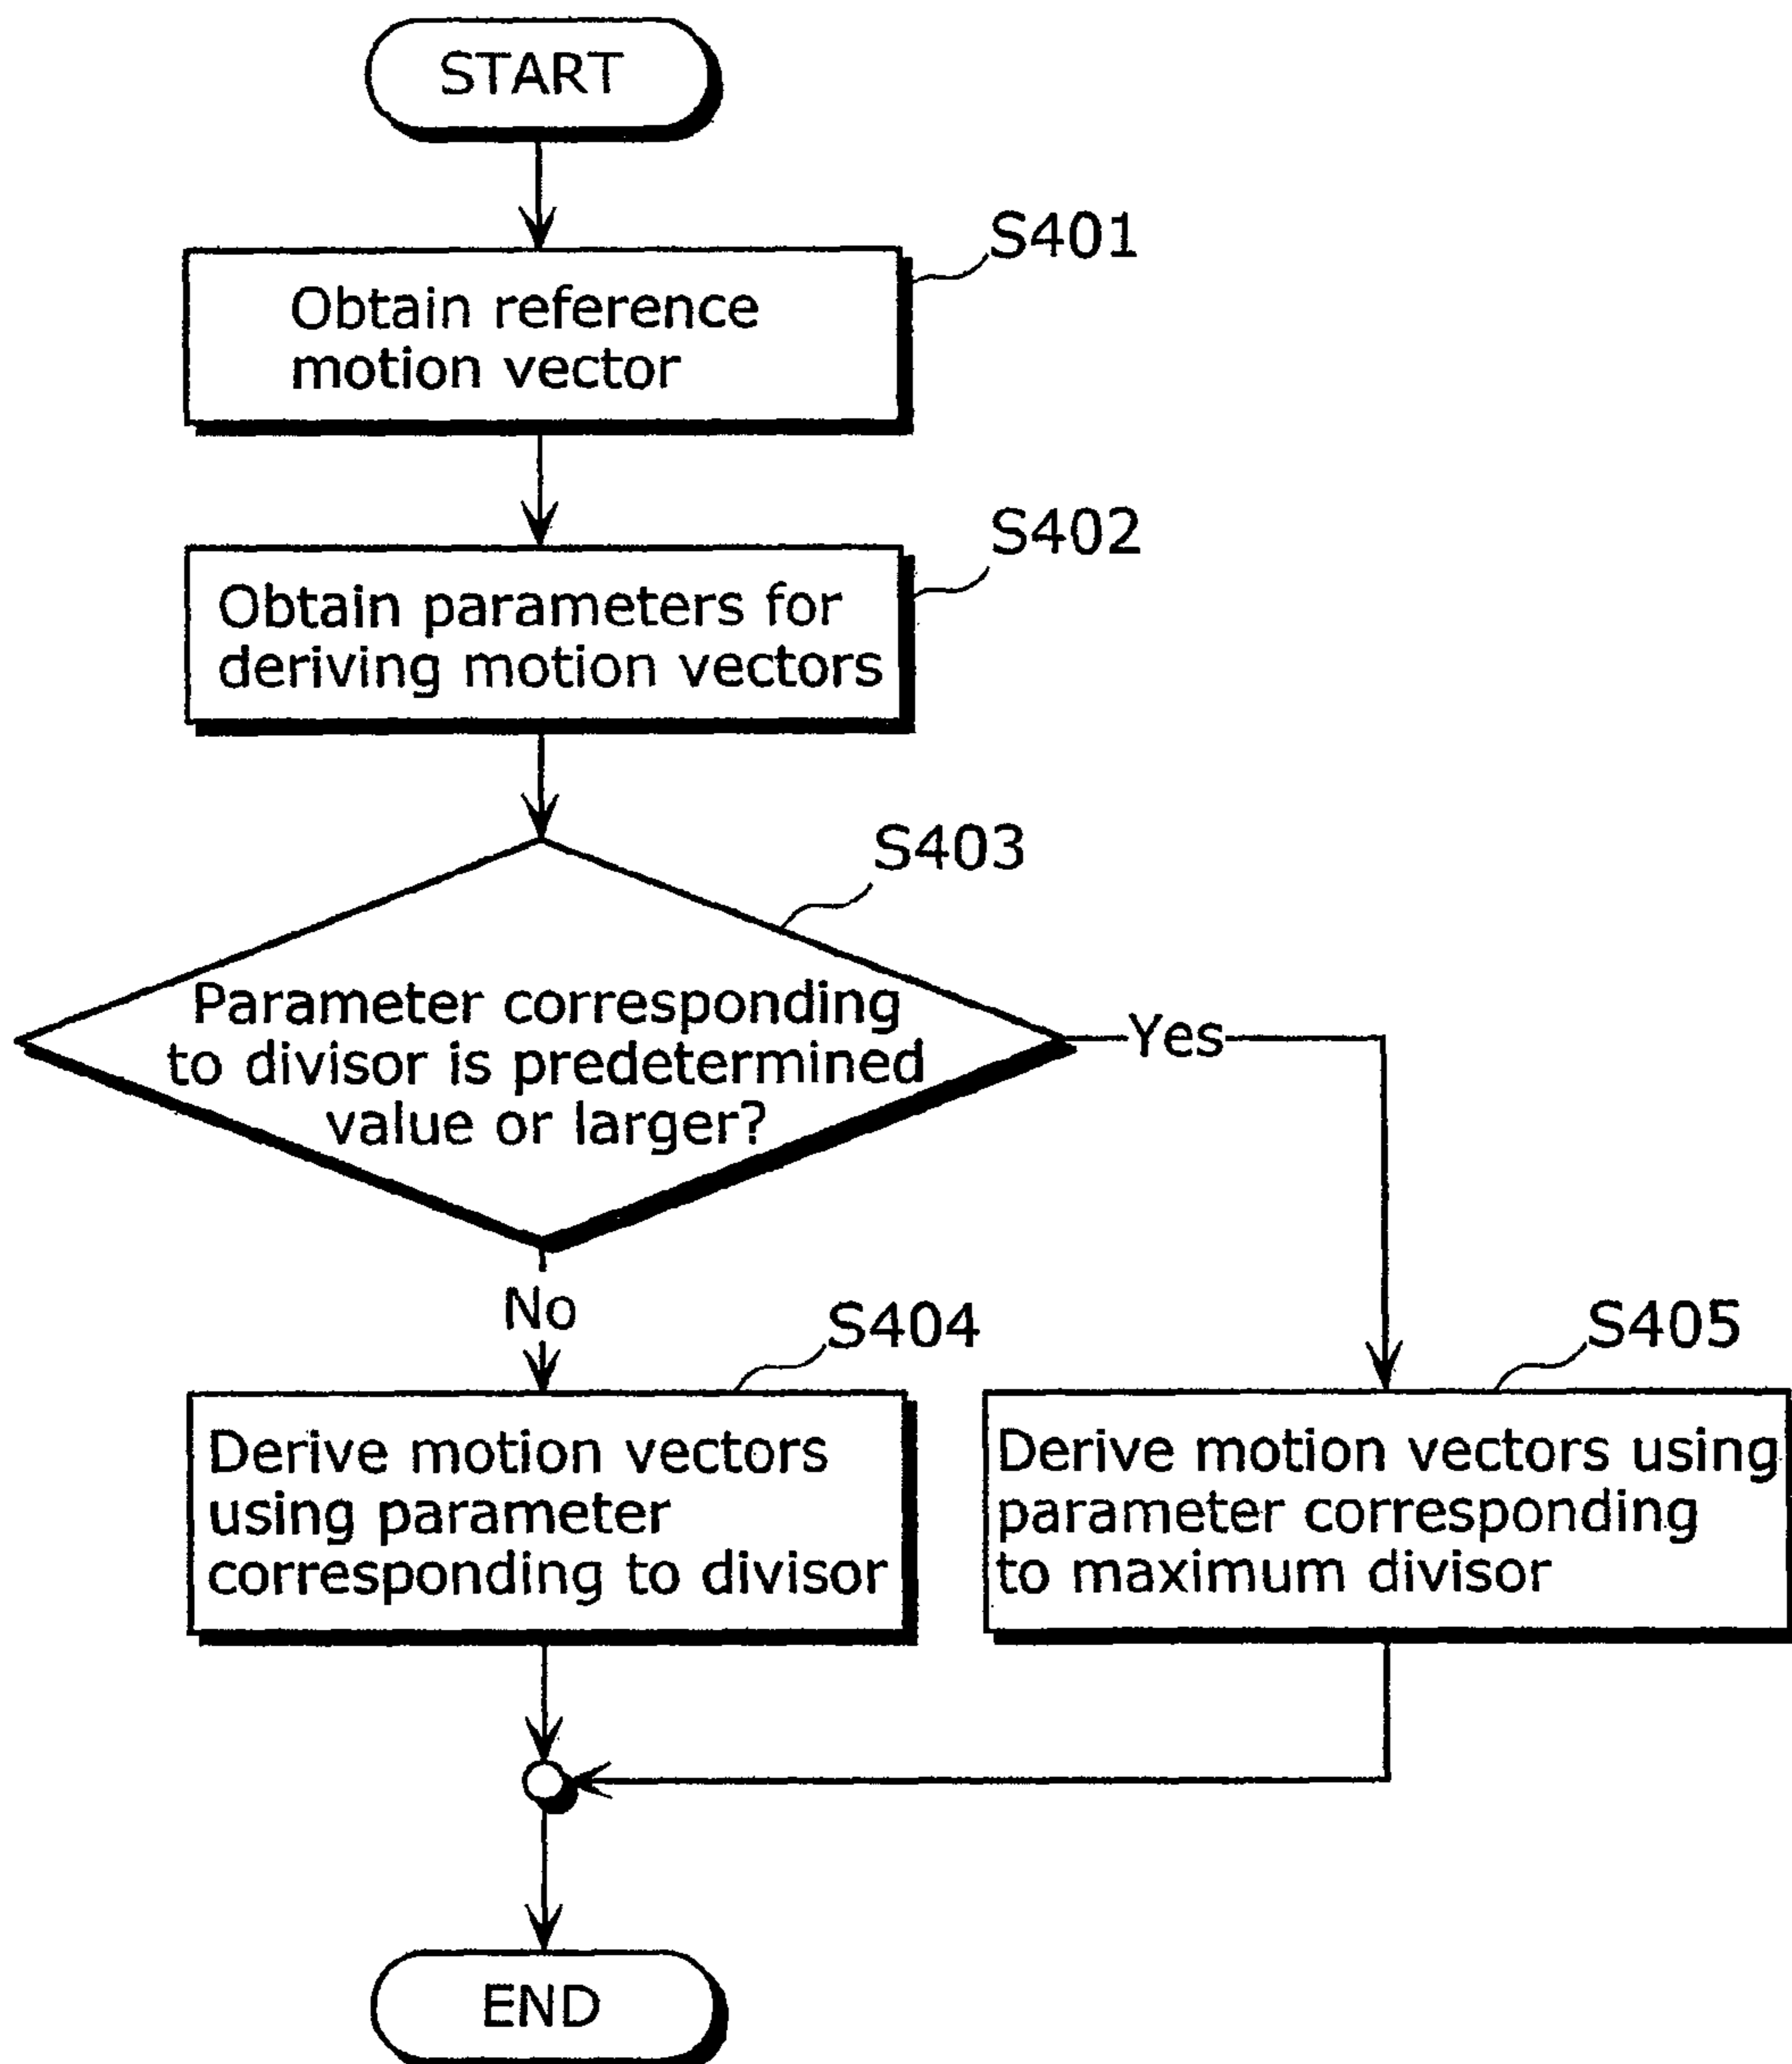 START
S401
Obtain reference
motion vector
S402
Obtain parameters for
deriving motion vectors
S403
Parameter corresponding
to divisor is predetermined
value or larger?
Yes
No
S404
Derive motion vectors
using parameter
corresponding to divisor
S405
Derive motion vectors using
parameter corresponding
to maximum divisor
END